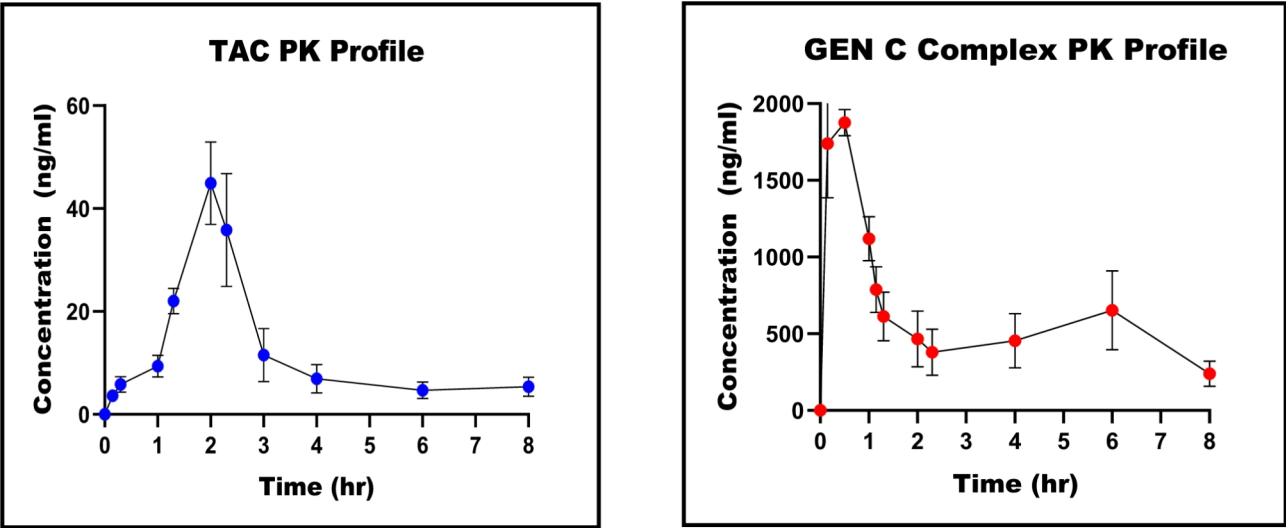 TAC PK Profile
Concentration (ng/ml)
60
40
20
0
0 1 2 3 4 5 6 7 8
Time (hr)
GEN C Complex PK Profile
Concentration (ng/ml)
2000
1500
1000
500
0
0 1 2 3 4 5 6 7 8
Time (hr)